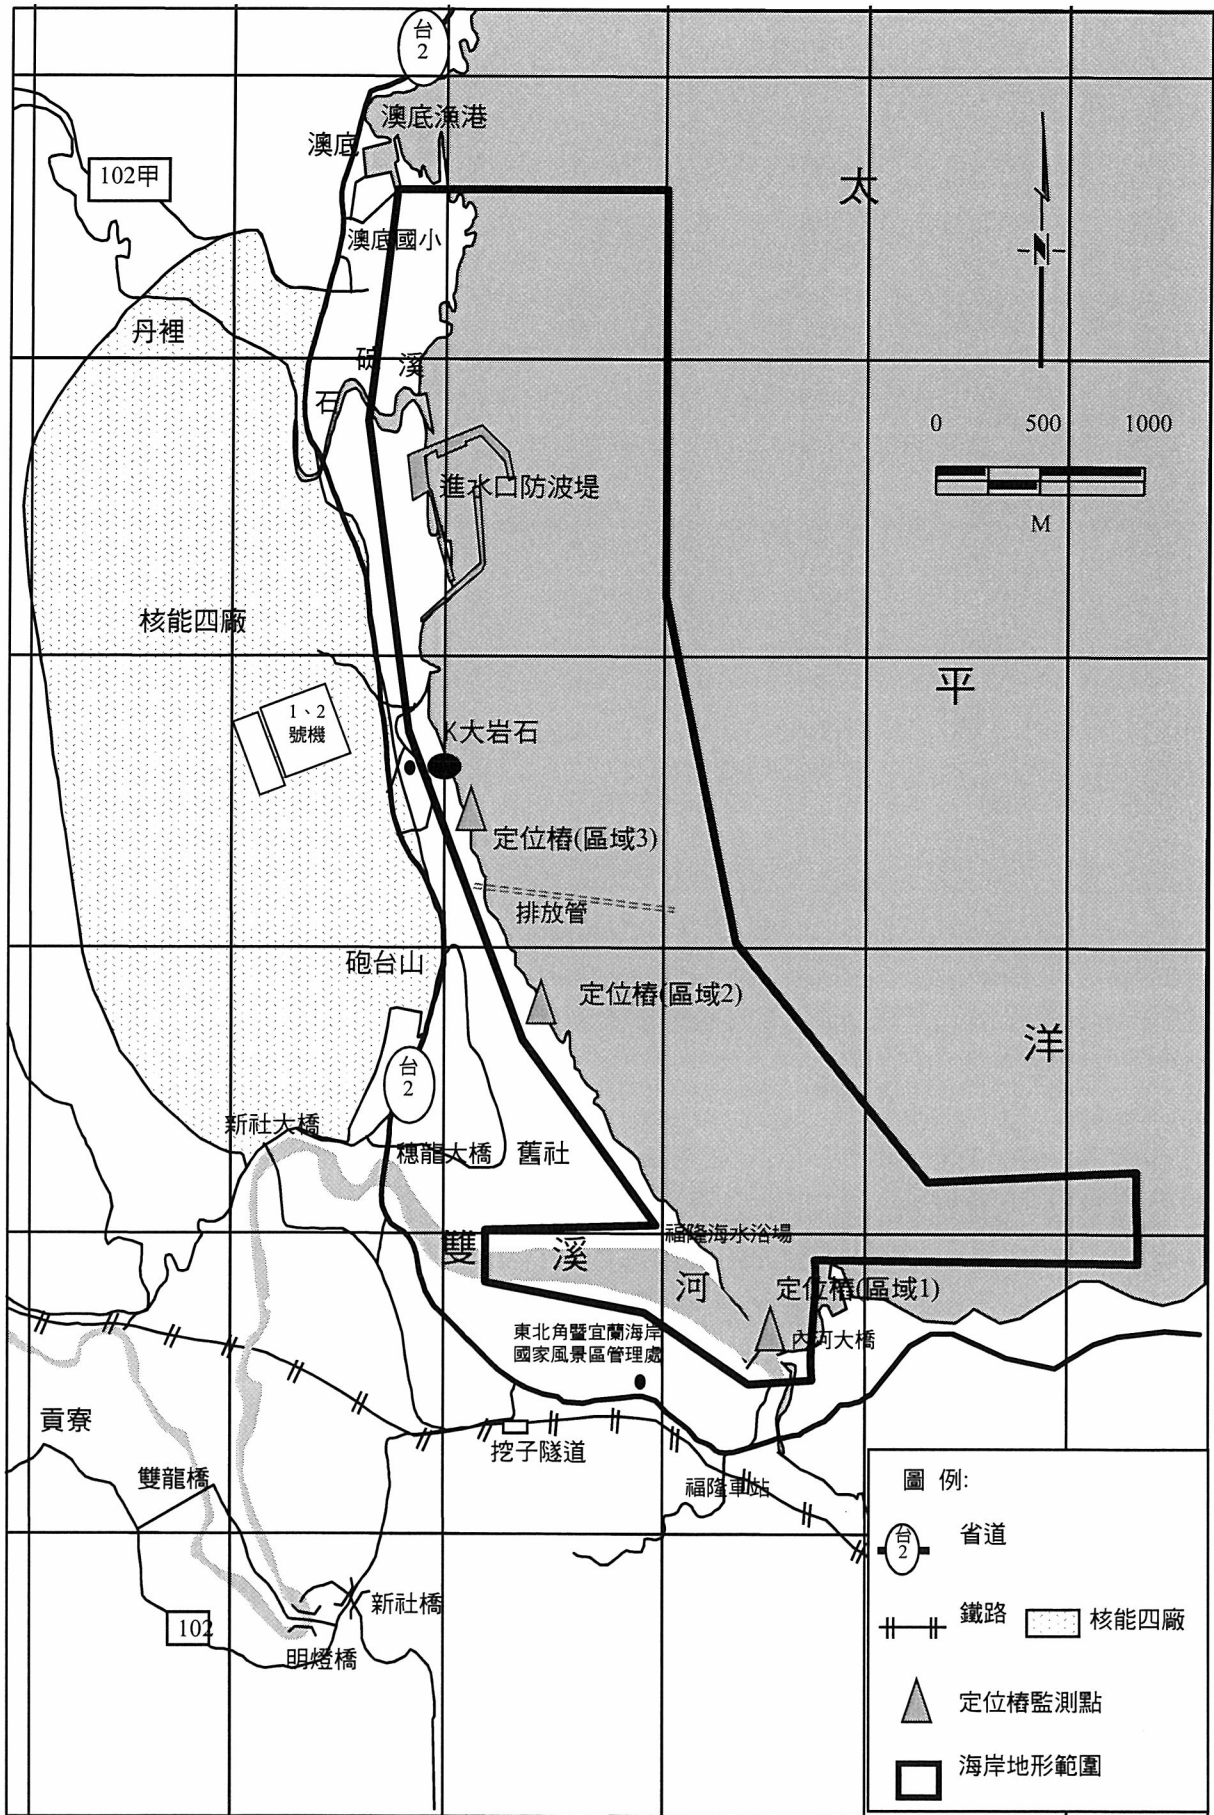 台
2
澳底漁港
澳底
102甲
太
澳底國小
N
丹裡
碇
溪
石
0 500 1000
M
進水口防波堤
核能四廠
平
1、2
號機
K大岩石
定位樁(區域3)
排放管
砲台山
定位樁(區域2)
洋
台
2
新社大橋
穗龍大橋
舊社
福隆海水浴場
雙
溪
河
定位樁(區域1)
內河大橋
東北角暨宜蘭海岸
國家風景區管理處
貢寮
挖子隧道
雙龍橋
福隆車站
新社橋
102
明燈橋
圖 例:
台
2
省道
鐵路
核能四廠
定位樁監測點
海岸地形範圍